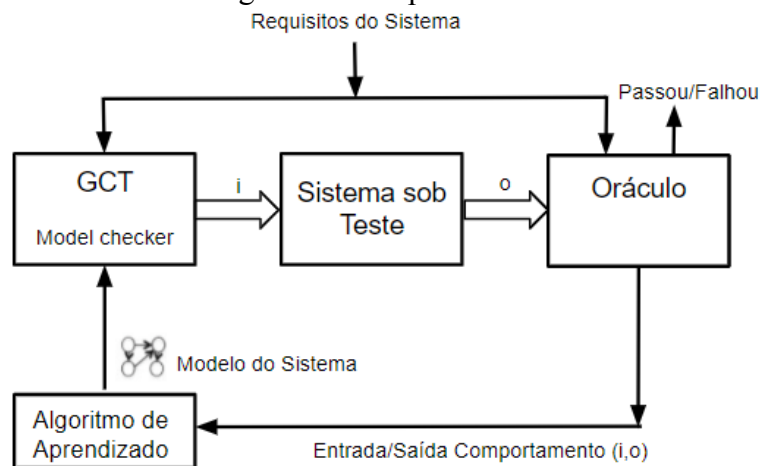 Requisitos do Sistema
Passou/Falhou
GCT
Model checker
i
Sistema sob
Teste
o
Oráculo
Modelo do Sistema
Algoritmo de
Aprendizado
Entrada/Saída Comportamento (i,o)